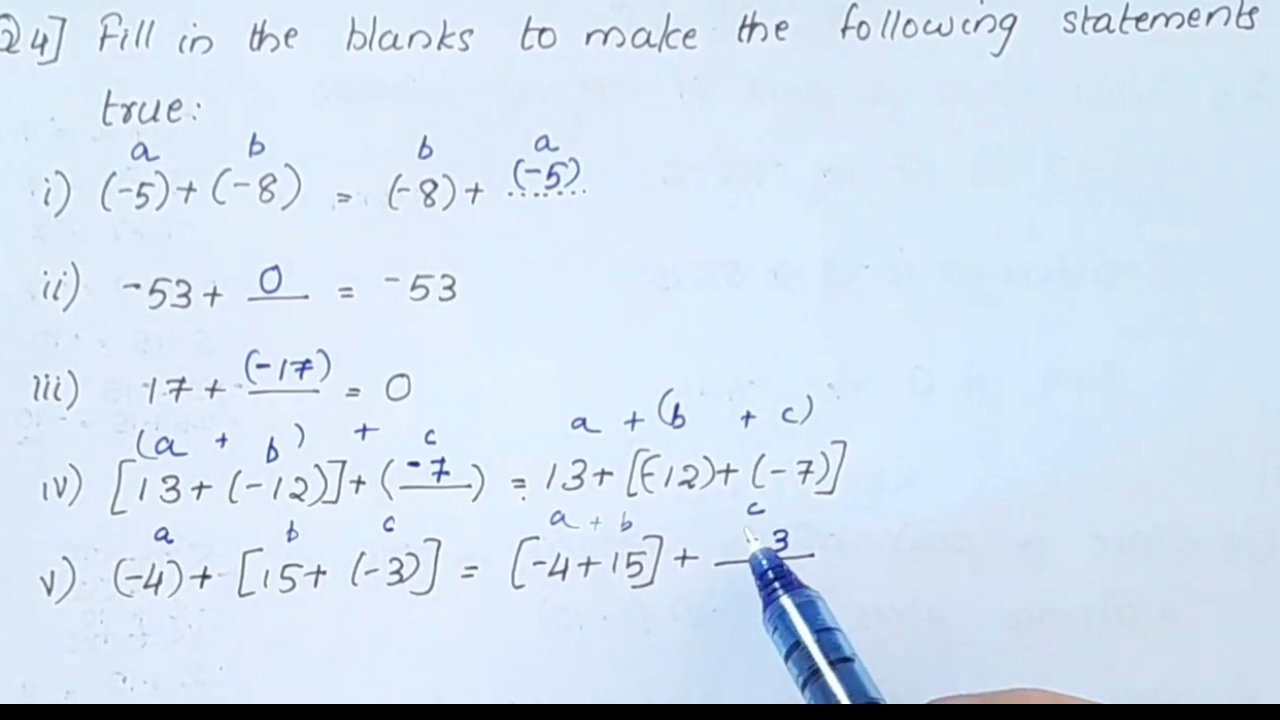 Q4] Fill in the blanks to make the following statements
true:
a b b a
i) (-5)+(-8) = (-8)+ (-5)
ii) -53+ 0 = -53
iii) 17+ (-17) = 0
(a + b) + c a + (b + c)
iv) [13+(-12)]+(-7) = 13+[(-12)+(-7)]
a b c a + b c
v) (-4)+[15+(-3)] = [-4+15]+ 3